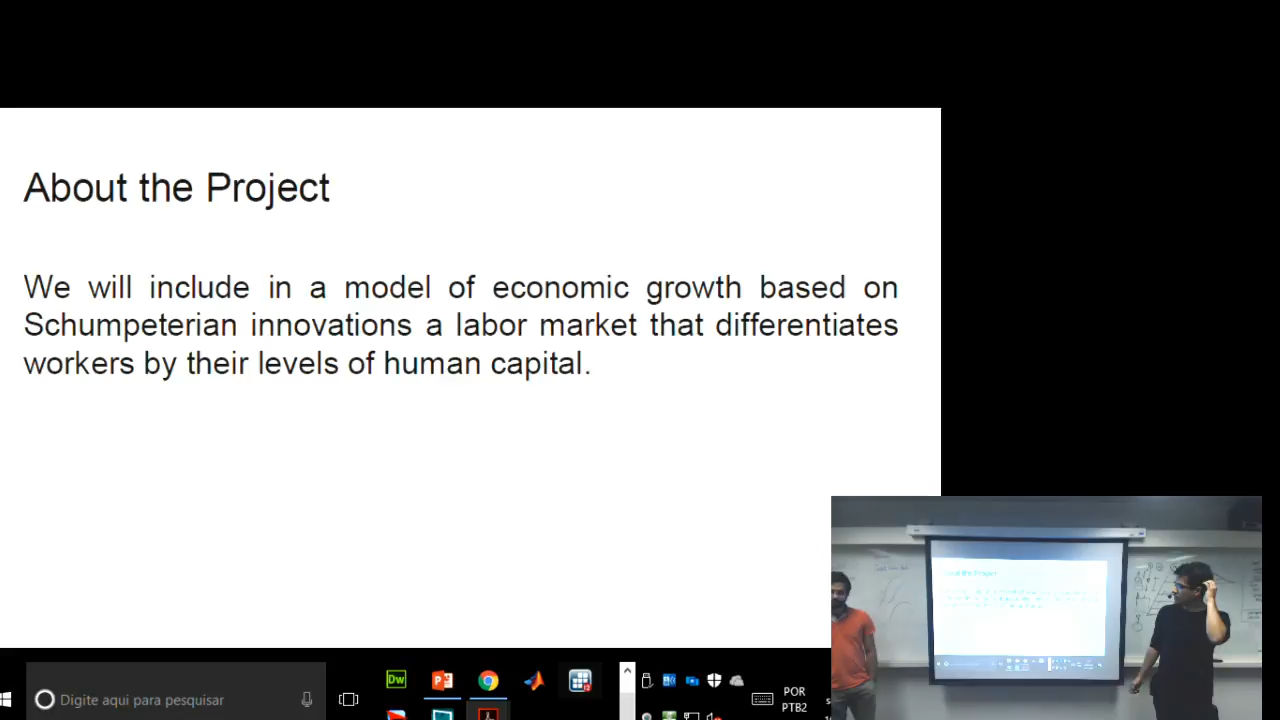 About the Project
We will include in a model of economic growth based on
Schumpeterian innovations a labor market that differentiates
workers by their levels of human capital.
Dw
Digite aqui para pesquisar
POR
PTB2